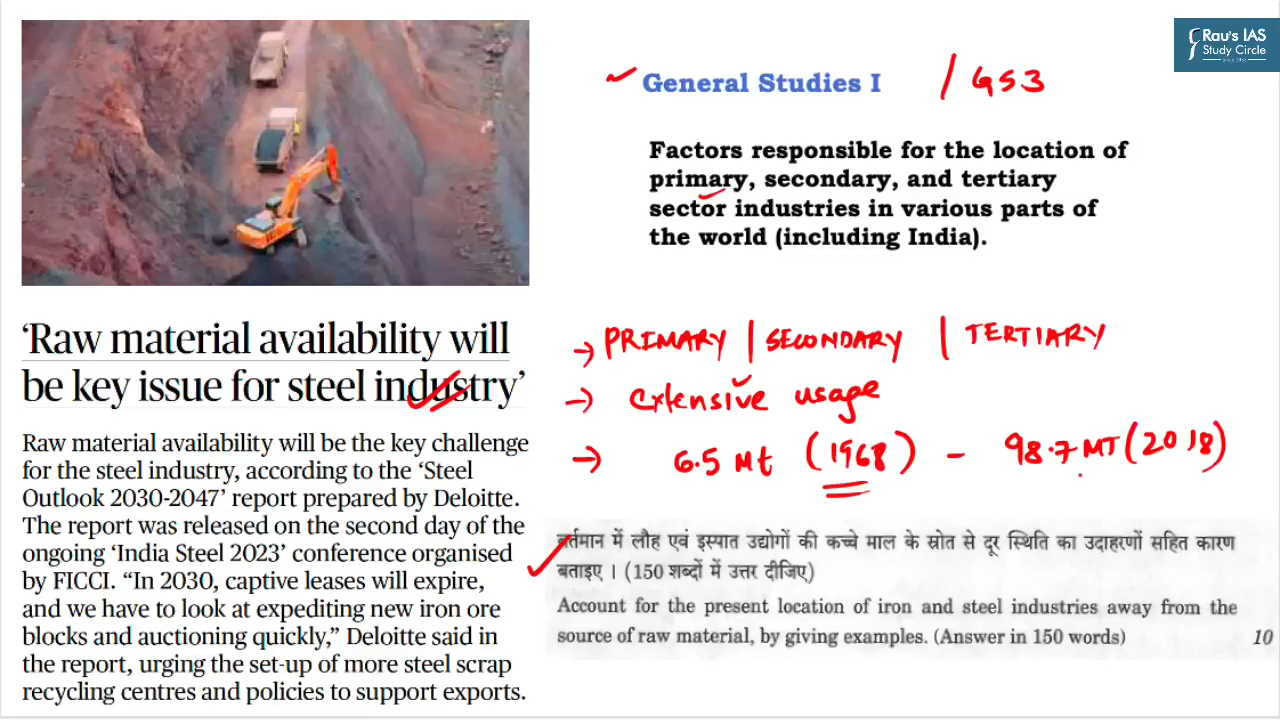 Rau's IAS
Study Circle
since 1953
General Studies I / GS3
Factors responsible for the location of
primary, secondary, and tertiary
sector industries in various parts of
the world (including India).
'Raw material availability will
be key issue for steel industry'
Raw material availability will be the key challenge
for the steel industry, according to the 'Steel
Outlook 2030-2047' report prepared by Deloitte.
The report was released on the second day of the
ongoing 'India Steel 2023' conference organised
by FICCI. “In 2030, captive leases will expire,
and we have to look at expediting new iron ore
blocks and auctioning quickly,” Deloitte said in
the report, urging the set-up of more steel scrap
recycling centres and policies to support exports.
→ PRIMARY | SECONDARY | TERTIARY
→ extensive usage
→ 6.5 Mt (1968) - 98.7 MT (2018)
वर्तमान में लौह एवं इस्पात उद्योगों की कच्चे माल के स्रोत से दूर स्थिति का उदाहरणों सहित कारण
बताइए । (150 शब्दों में उत्तर दीजिए)
Account for the present location of iron and steel industries away from the
source of raw material, by giving examples. (Answer in 150 words) 10